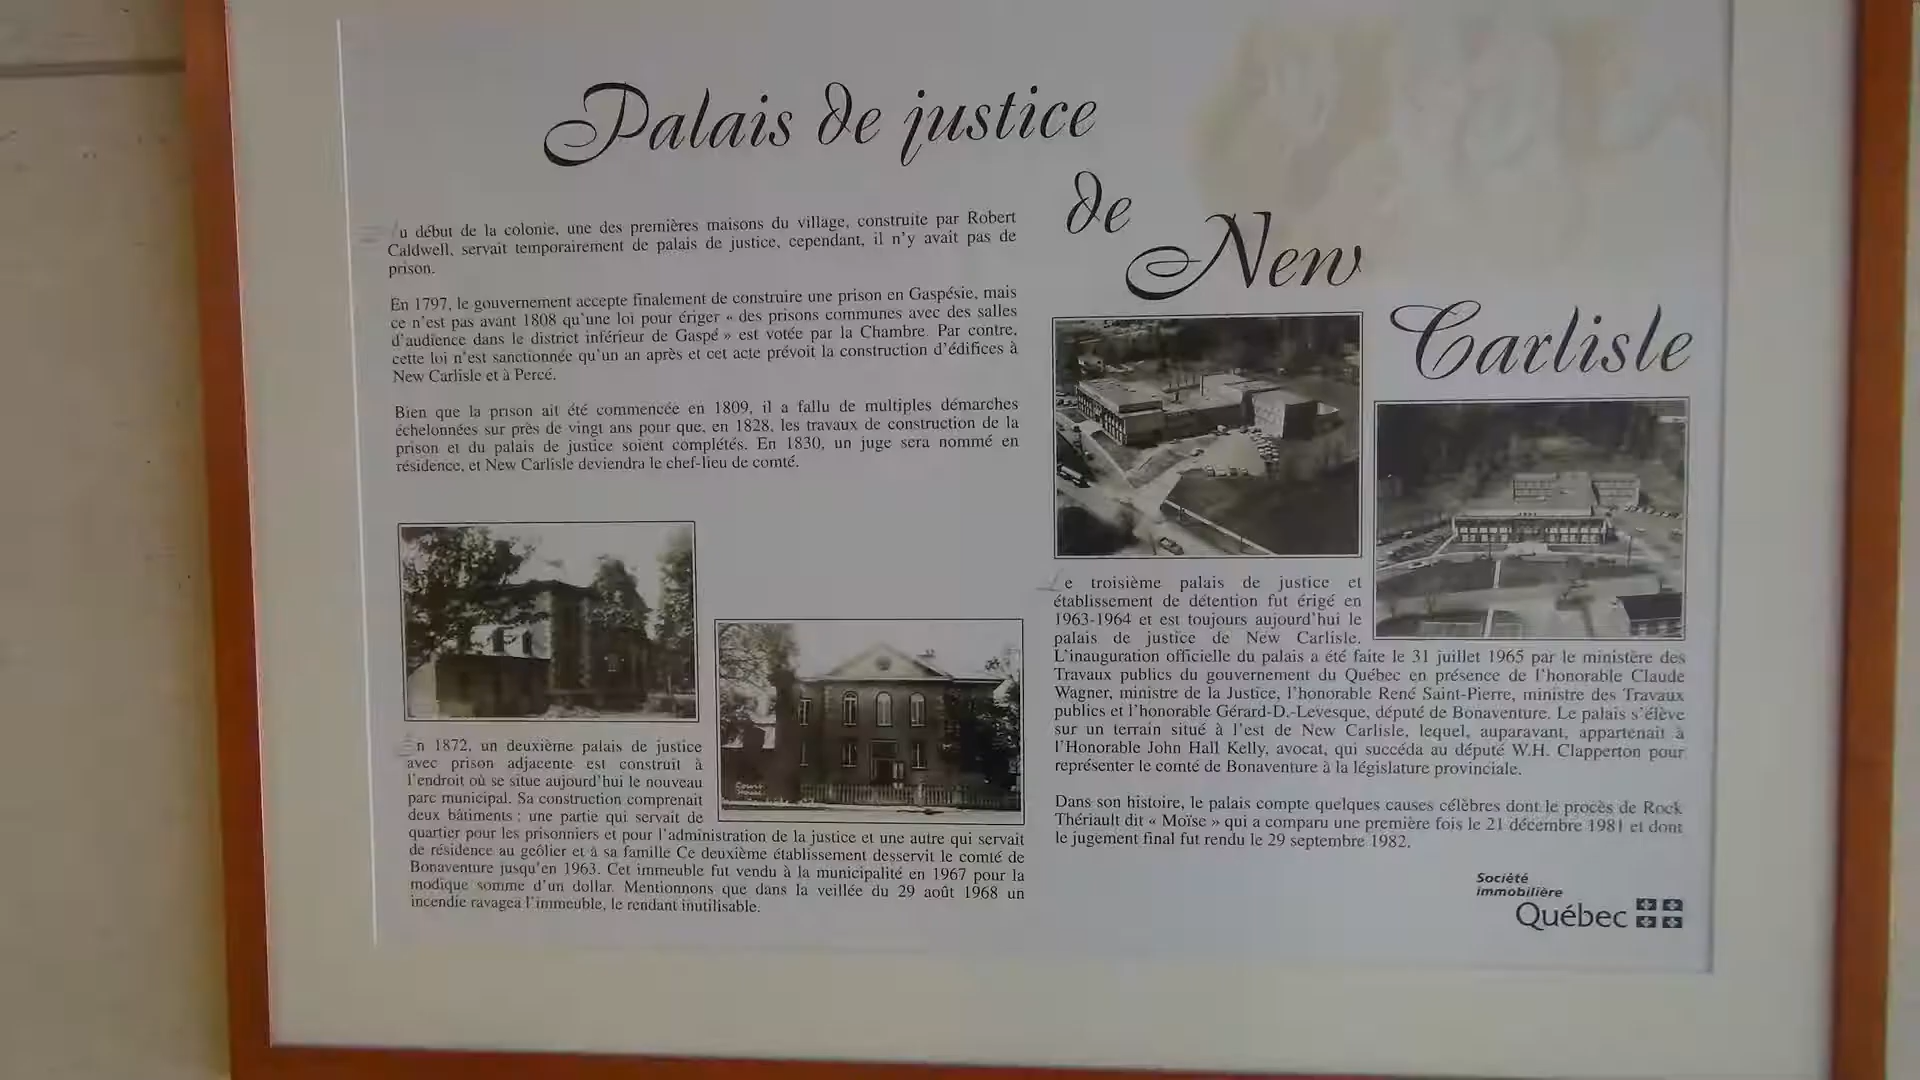 Palais de justice
de
New
Carlisle
Au début de la colonie, une des premières maisons du village, construite par Robert
Caldwell, servait temporairement de palais de justice, cependant, il n'y avait pas de
prison.
En 1797, le gouvernement accepte finalement de construire une prison en Gaspésie, mais
ce n'est pas avant 1808 qu'une loi pour ériger « des prisons communes avec des salles
d'audience dans le district inférieur de Gaspé » est votée par la Chambre. Par contre,
cette loi n'est sanctionnée qu'un an après et cet acte prévoit la construction d'édifices à
New Carlisle et à Percé.
Bien que la prison ait été commencée en 1809, il a fallu de multiples démarches
échelonnées sur près de vingt ans pour que, en 1828, les travaux de construction de la
prison et du palais de justice soient complétés. En 1830, un juge sera nommé en
résidence, et New Carlisle deviendra le chef-lieu de comté.
Court
House
En 1872, un deuxième palais de justice
avec prison adjacente est construit à
l'endroit où se situe aujourd'hui le nouveau
parc municipal. Sa construction comprenait
deux bâtiments : une partie qui servait de
quartier pour les prisonniers et pour l'administration de la justice et une autre qui servait
de résidence au geôlier et à sa famille Ce deuxième établissement desservit le comté de
Bonaventure jusqu'en 1963. Cet immeuble fut vendu à la municipalité en 1967 pour la
modique somme d'un dollar. Mentionnons que dans la veillée du 29 août 1968 un
incendie ravagea l'immeuble, le rendant inutilisable.
Le troisième palais de justice et
établissement de détention fut érigé en
1963-1964 et est toujours aujourd'hui le
palais de justice de New Carlisle.
L'inauguration officielle du palais a été faite le 31 juillet 1965 par le ministère des
Travaux publics du gouvernement du Québec en présence de l'honorable Claude
Wagner, ministre de la Justice, l'honorable René Saint-Pierre, ministre des Travaux
publics et l'honorable Gérard-D.-Levesque, député de Bonaventure. Le palais s'élève
sur un terrain situé à l'est de New Carlisle, lequel, auparavant, appartenait à
l'Honorable John Hall Kelly, avocat, qui succéda au député W.H. Clapperton pour
représenter le comté de Bonaventure à la législature provinciale.
Dans son histoire, le palais compte quelques causes célèbres dont le procès de Rock
Thériault dit « Moïse » qui a comparu une première fois le 21 décembre 1981 et dont
le jugement final fut rendu le 29 septembre 1982.
Société
immobilière
Québec